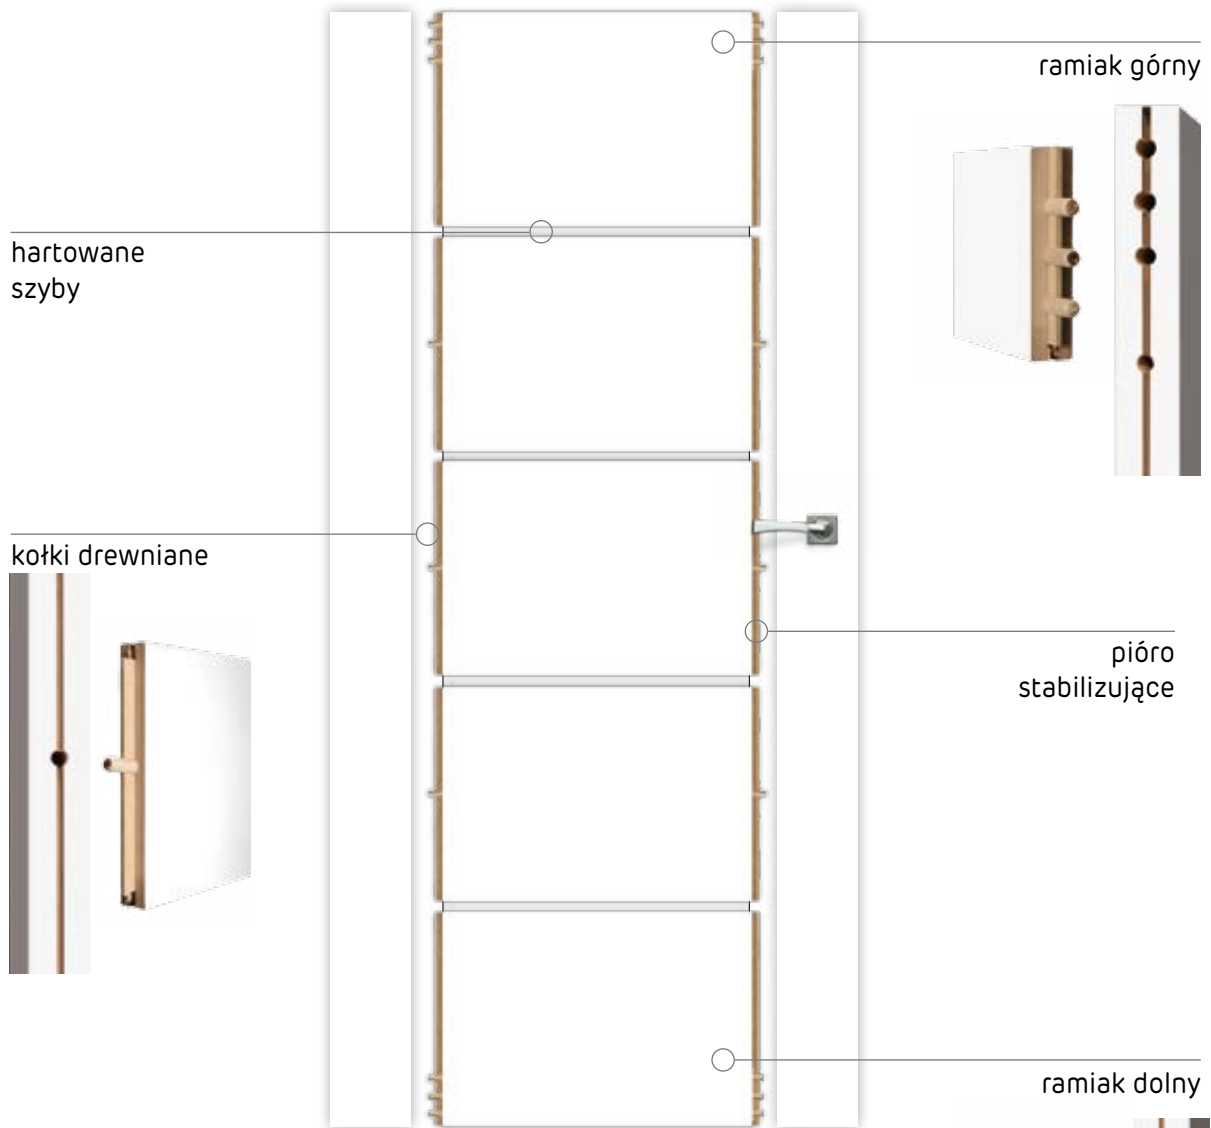 ramiak górny
hartowane
szyby
kołki drewniane
pióro
stabilizujące
ramiak dolny